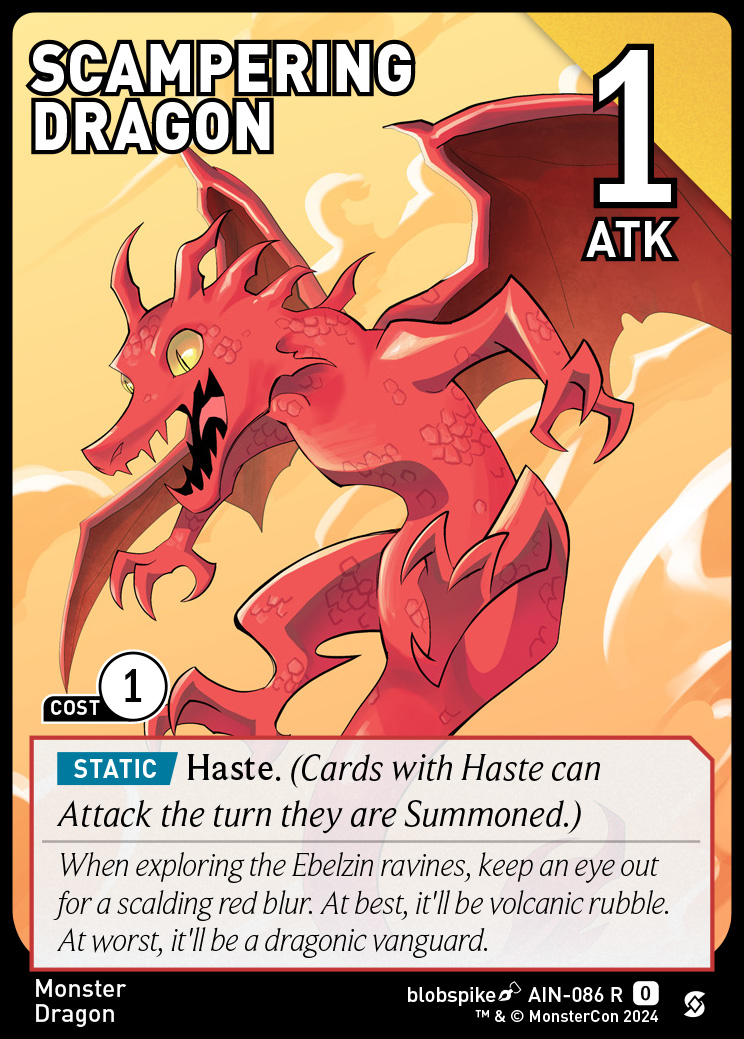 SCAMPERING
DRAGON
1
ATK
COST 1
STATIC Haste. (Cards with Haste can
Attack the turn they are Summoned.)
When exploring the Ebelzin ravines, keep an eye out
for a scalding red blur. At best, it'll be volcanic rubble.
At worst, it'll be a dragonic vanguard.
Monster
Dragon
blobspike AIN-086 R 0
™ & © MonsterCon 2024